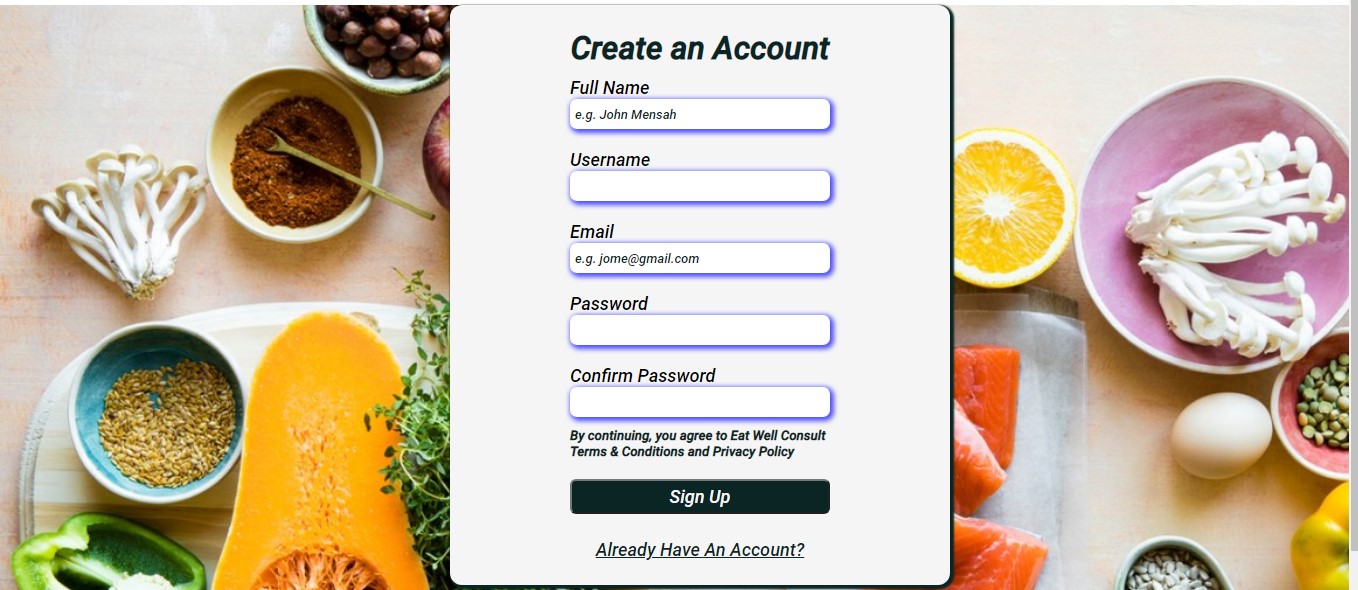 Create an Account
Full Name
e.g. John Mensah
Username
Email
e.g. jome@gmail.com
Password
Confirm Password
By continuing, you agree to Eat Well Consult
Terms & Conditions and Privacy Policy
Sign Up
Already Have An Account?